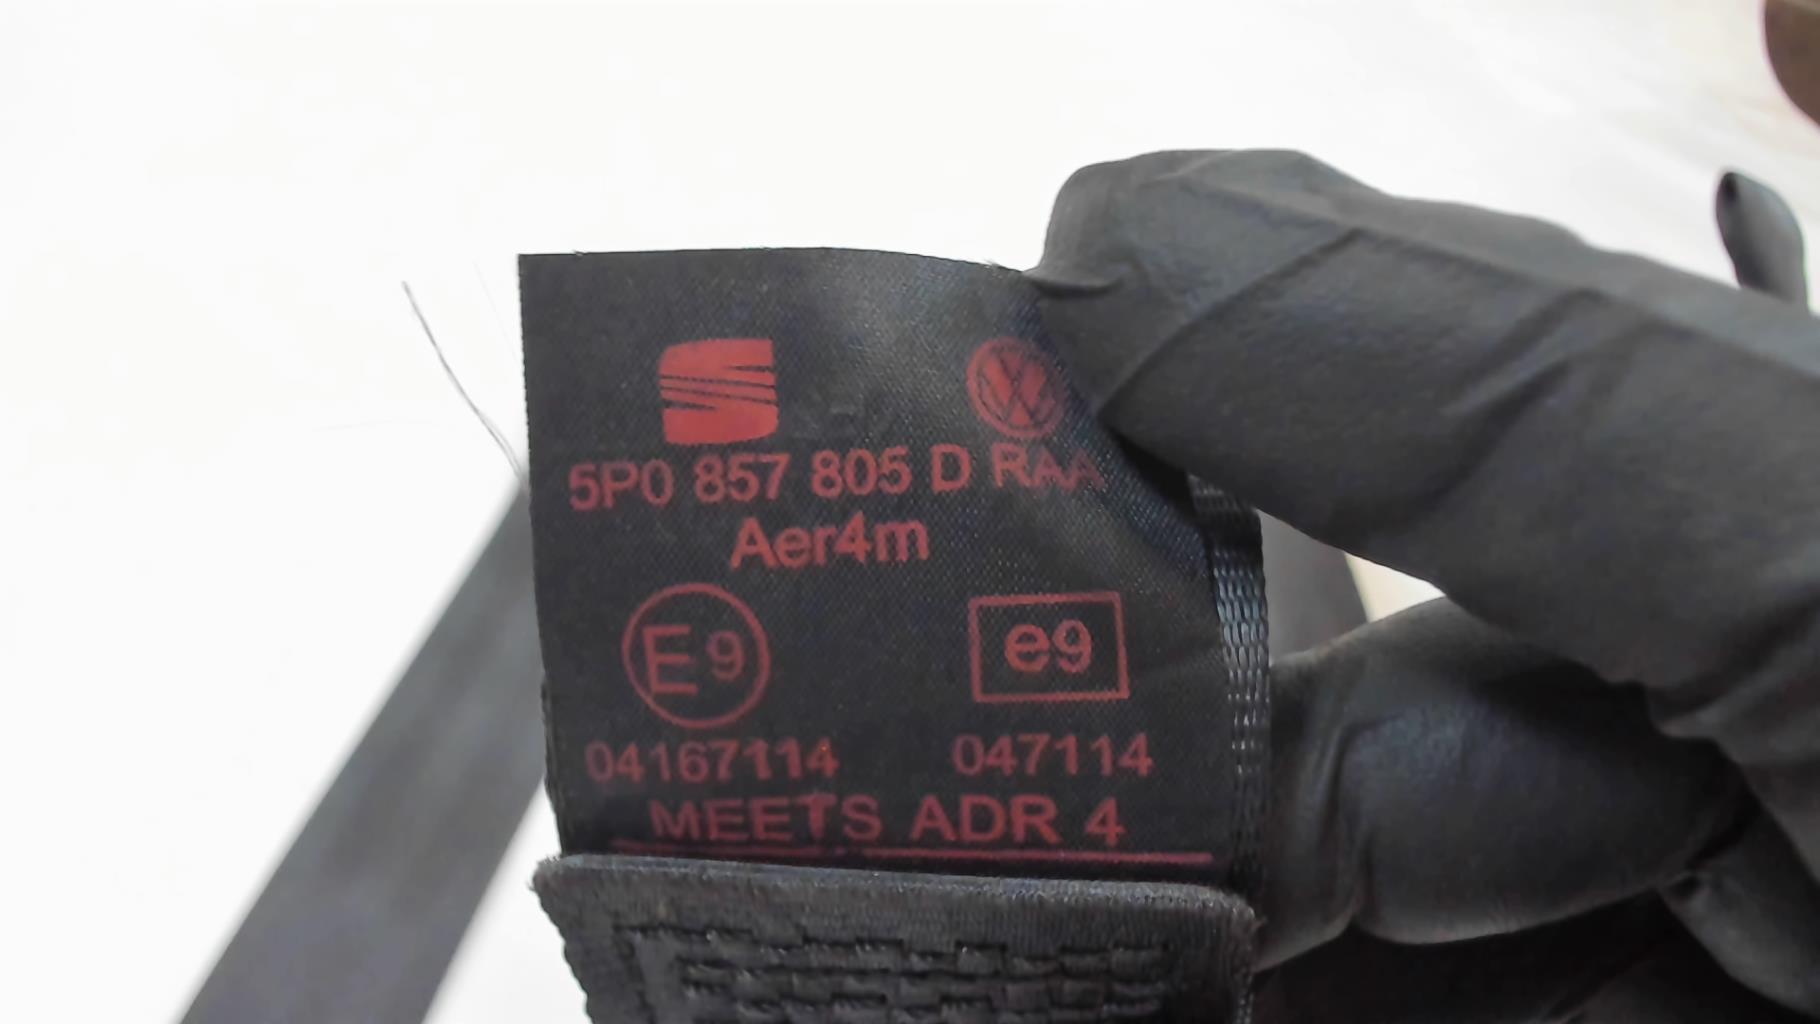 5P0 857 805 D RAA
Aer4m
E9 e9
04167114 047114
MEETS ADR 4